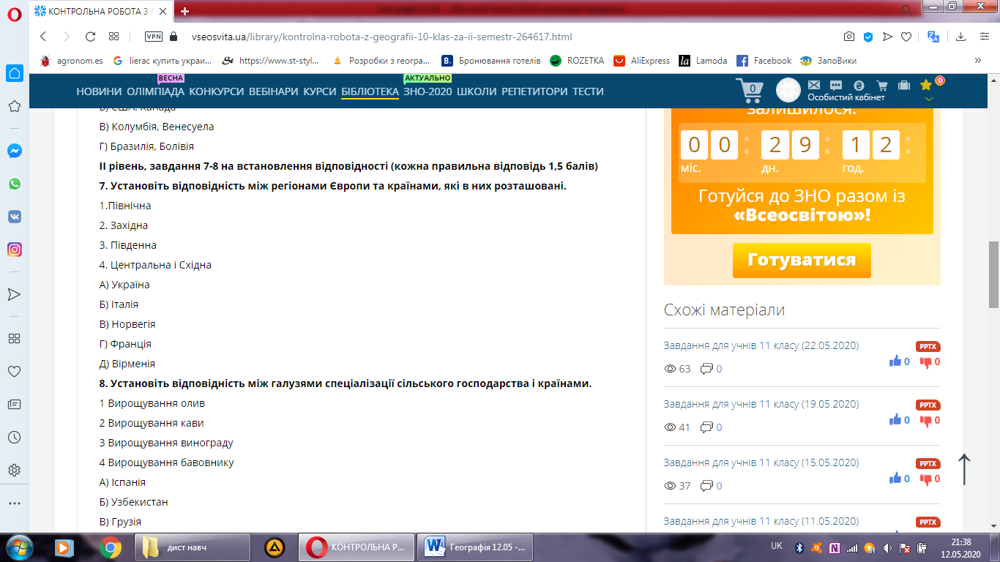 КОНТРОЛЬНА РОБОТА З Г
VPN
vseosvita.ua/library/kontrolna-robota-z-geografii-10-klas-za-ii-semestr-264617.html
agronom.es
lierac купить украи...
https://www.st-styl...
Розробки з геогра...
Бронювання готелів
ROZETKA
AliExpress
Lamoda
Facebook
ЗапоВики
ВЕСНА
АКТУАЛЬНО
НОВИНИ ОЛІМПІАДА КОНКУРСИ ВЕБІНАРИ КУРСИ БІБЛІОТЕКА ЗНО-2020 ШКОЛИ РЕПЕТИТОРИ ТЕСТИ
0
Особистий кабінет
0
Б) США. Канада
В) Колумбія, Венесуела
Г) Бразилія, Болівія
ІІ рівень, завдання 7-8 на встановлення відповідності (кожна правильна відповідь 1,5 балів)
7. Установіть відповідність між регіонами Європи та країнами, які в них розташовані.
1.Північна
2. Західна
3. Південна
4. Центральна і Східна
А) Україна
Б) Італія
В) Норвегія
Г) Франція
Д) Вірменія
8. Установіть відповідність між галузями спеціалізації сільського господарства і країнами.
1 Вирощування олив
2 Вирощування кави
3 Вирощування винограду
4 Вирощування бавовнику
А) Іспанія
Б) Узбекистан
В) Грузія
залишилося:
0 0 : 2 9 : 1 2 :
міс. дн. год.
Готуйся до ЗНО разом із
«Всеосвітою»!
Готуватися
Схожі матеріали
Завдання для учнів 11 класу (22.05.2020)
PPTX
63 0 0 0
Завдання для учнів 11 класу (19.05.2020)
PPTX
41 0 0 0
Завдання для учнів 11 класу (15.05.2020)
PPTX
37 0 0 0
Завдання для учнів 11 класу (11.05.2020)
PPTX
дист навч
КОНТРОЛЬНА Р...
Географія 12.05 -...
UK
21:38
12.05.2020